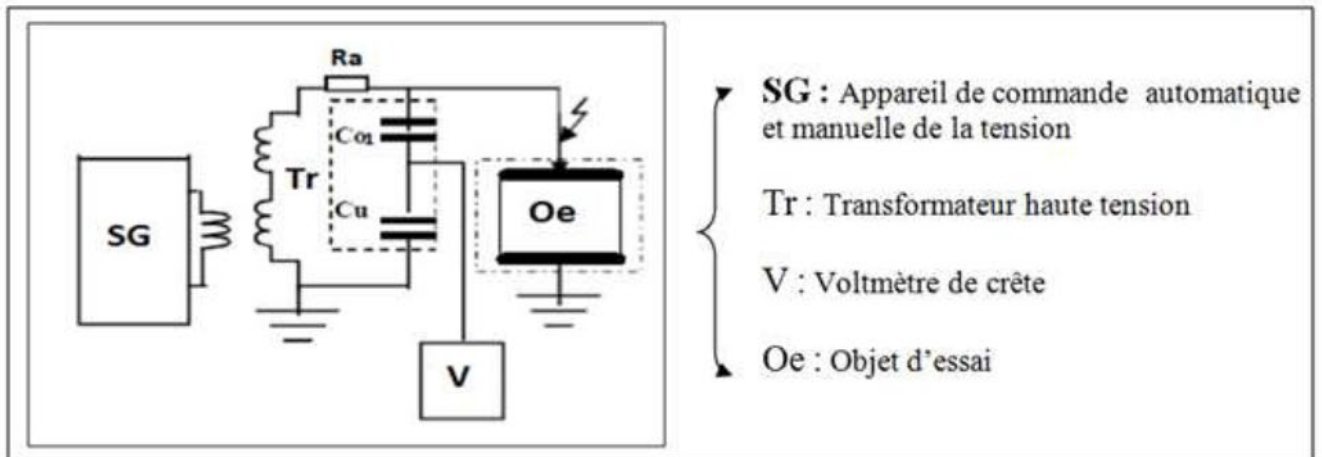 Ra
Co1
Tr
Cu
SG
Oe
V
SG : Appareil de commande automatique
et manuelle de la tension
Tr : Transformateur haute tension
V : Voltmètre de crête
Oe : Objet d'essai